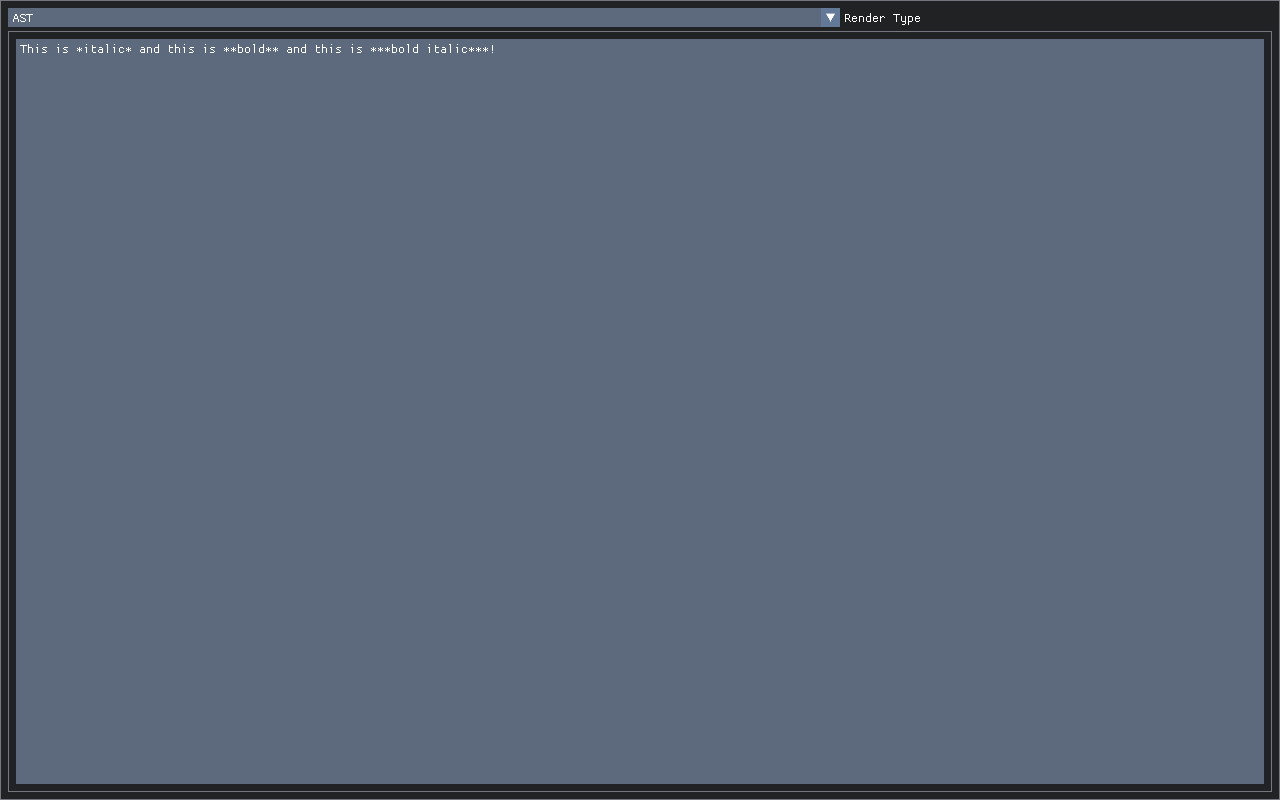 AST
Render Type
This is *italic* and this is **bold** and this is ***bold italic***!